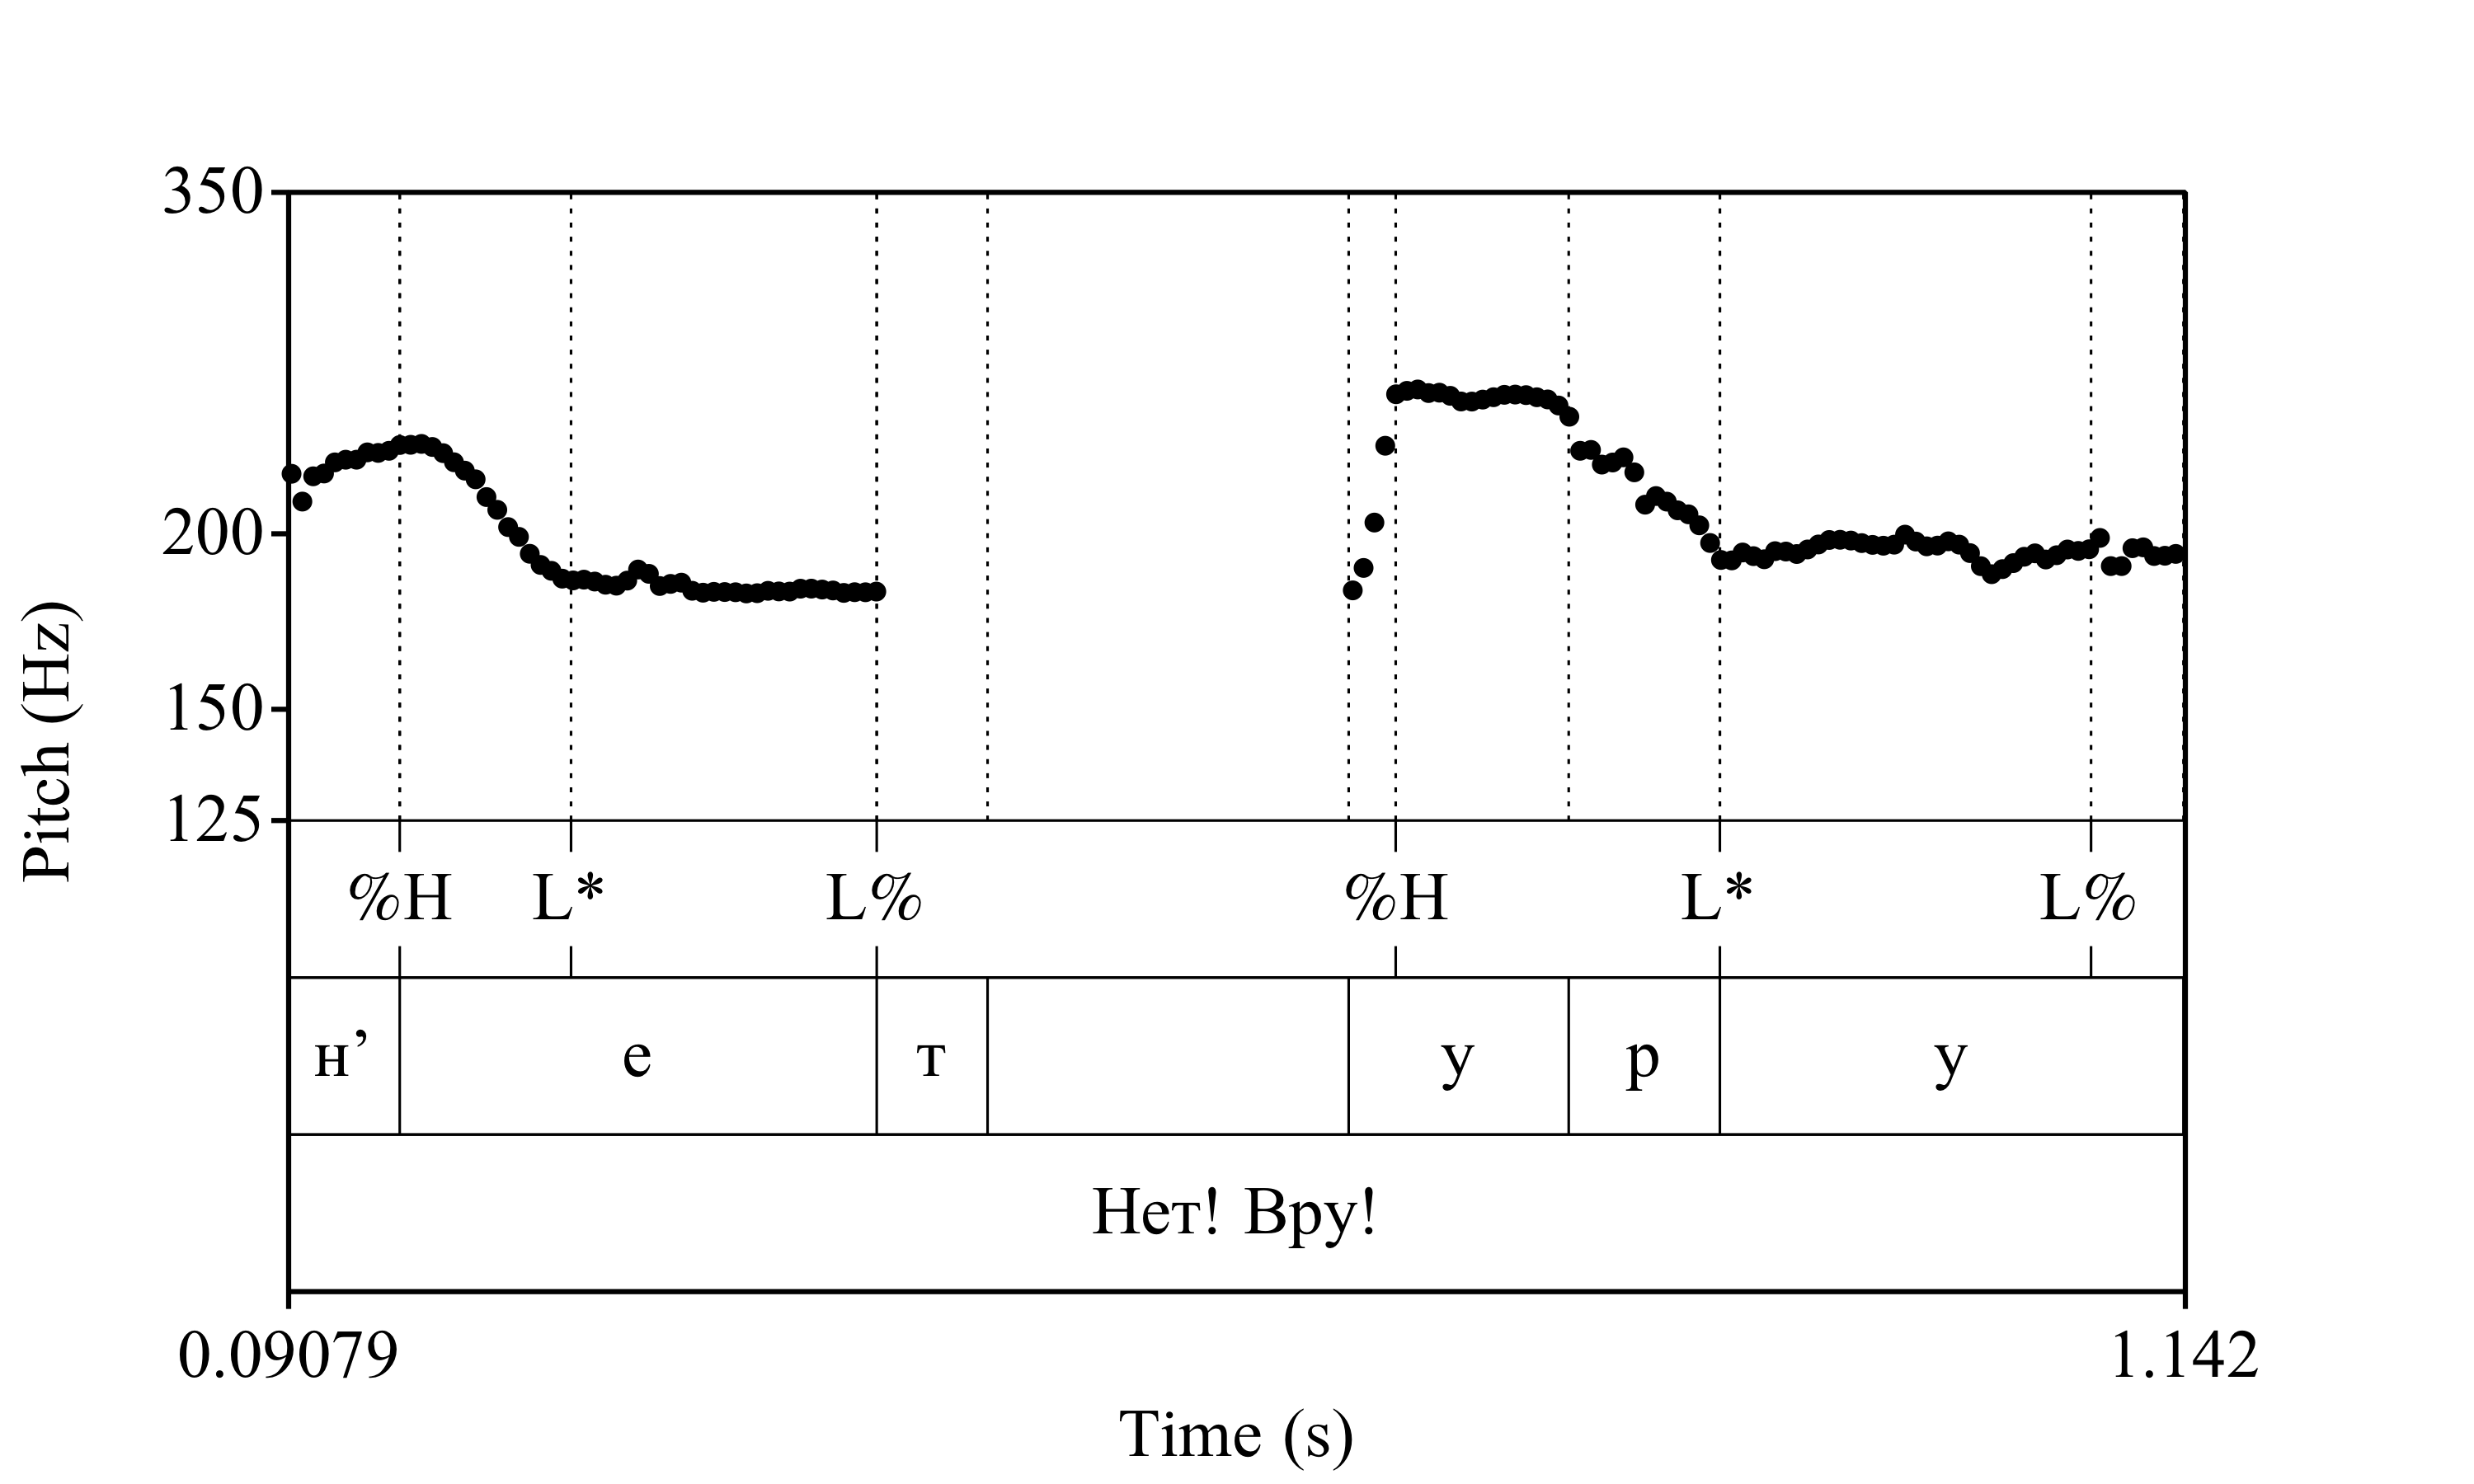 350
200
150
125
Pitch (Hz)
%H L* L% %H L* L%
н’ е т у р у
Нет! Вру!
0.09079 1.142
Time (s)